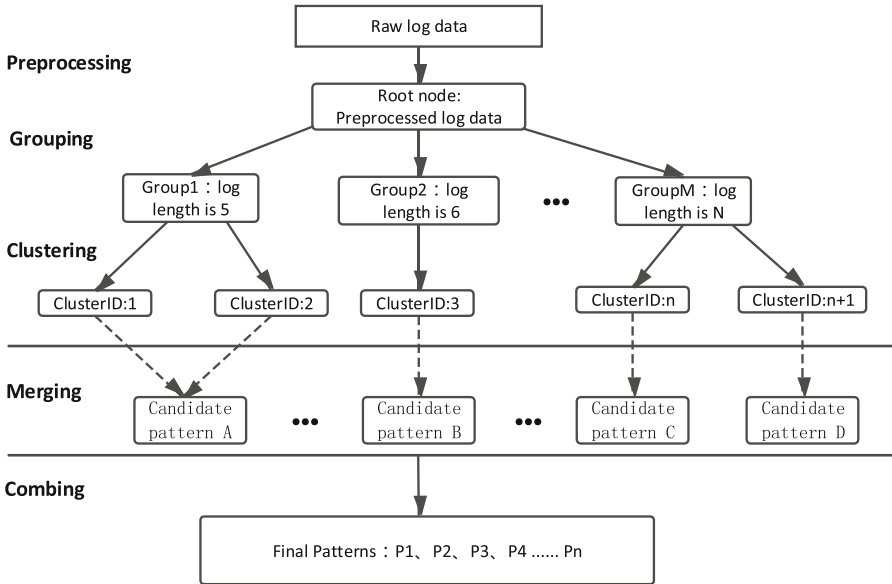 Raw log data
Preprocessing
Root node:
Preprocessed log data
Grouping
Group1：log
length is 5
Group2：log
length is 6
•••
GroupM：log
length is N
Clustering
ClusterID:1
ClusterID:2
ClusterID:3
ClusterID:n
ClusterID:n+1
Merging
Candidate
pattern A
•••
Candidate
pattern B
•••
Candidate
pattern C
Candidate
pattern D
Combing
Final Patterns：P1、P2、P3、P4 ...... Pn